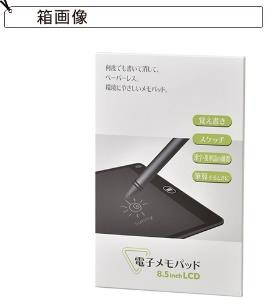 箱画像
何度でも書いて消して、
ペーパーレス。
環境にやさしいメモパッド。
覚え書き
スケッチ
筆算
電子メモパッド
8.5inch LCD